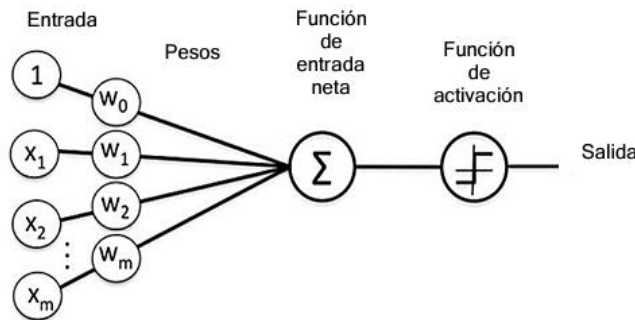 Entrada
Pesos
Función
de
entrada
neta
Función
de
activación
1
w0
x1
w1
x2
w2
⋮
xm
wm
Σ
Salida